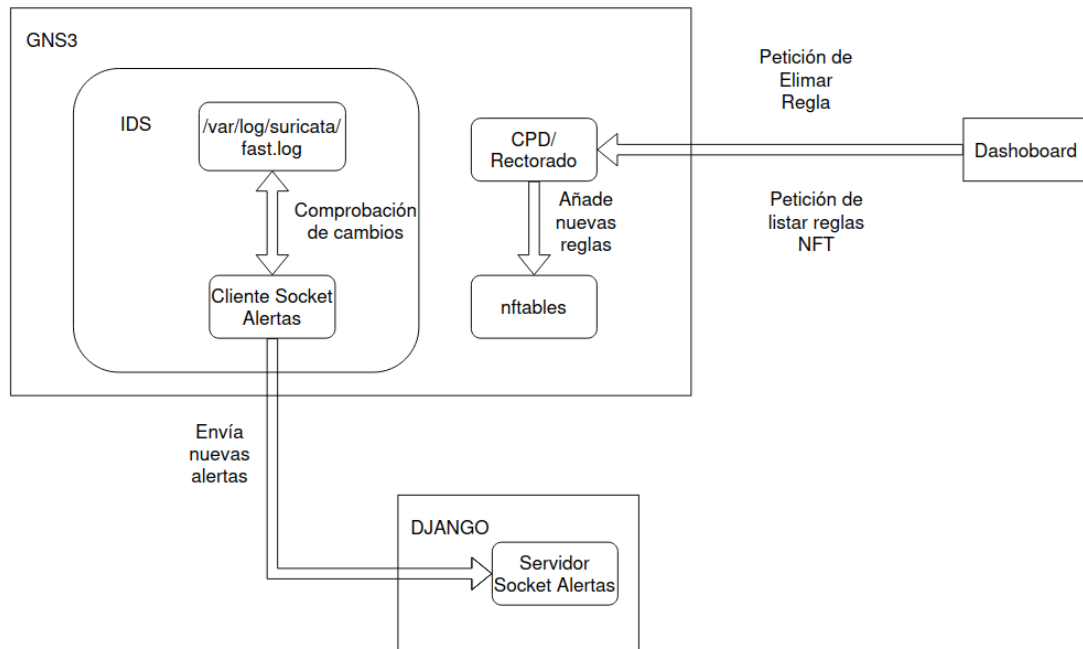 GNS3
IDS
/var/log/suricata/
fast.log
Comprobación
de cambios
Cliente Socket
Alertas
CPD/
Rectorado
Añade
nuevas
reglas
nftables
Petición de
Elimar
Regla
Dashoboard
Petición de
listar reglas
NFT
Envía
nuevas
alertas
DJANGO
Servidor
Socket Alertas